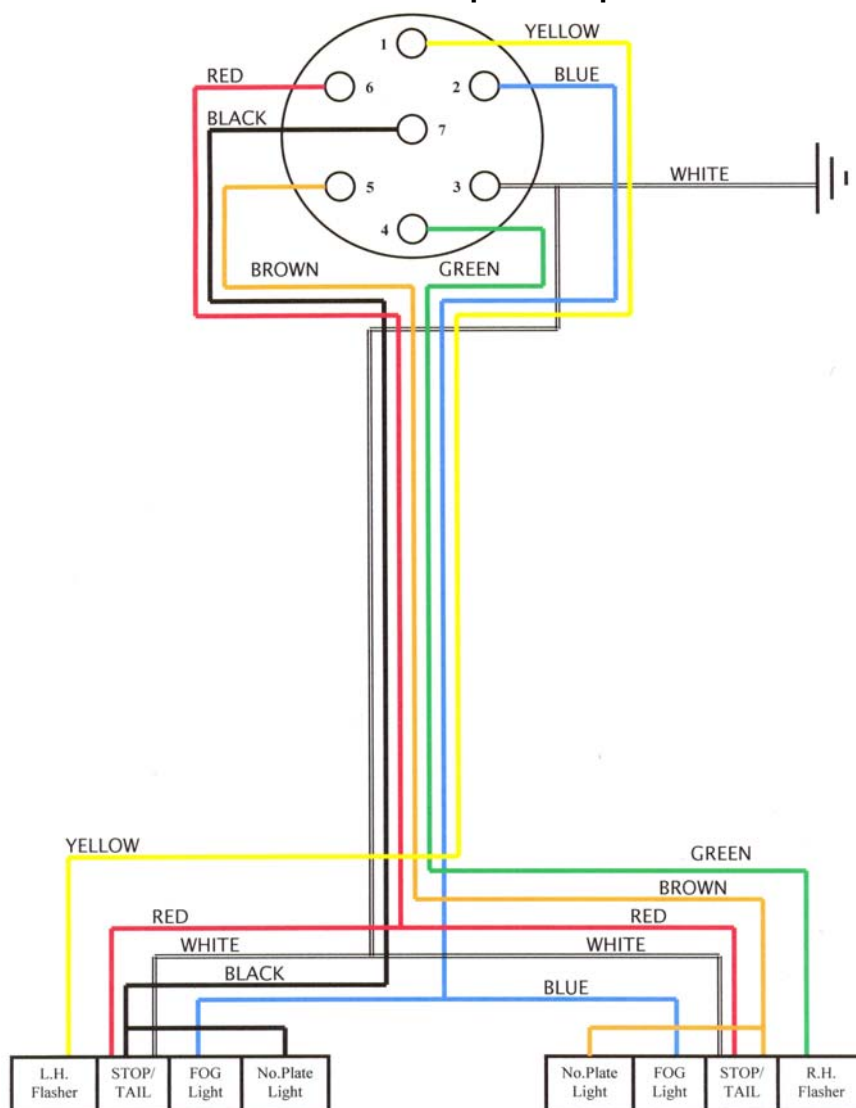 YELLOW
1
RED
6
2
BLUE
BLACK
7
5
3
WHITE
4
BROWN
GREEN
YELLOW
GREEN
BROWN
RED
RED
WHITE
WHITE
BLACK
BLUE
L.H.
Flasher
STOP/
TAIL
FOG
Light
No.Plate
Light
No.Plate
Light
FOG
Light
STOP/
TAIL
R.H.
Flasher